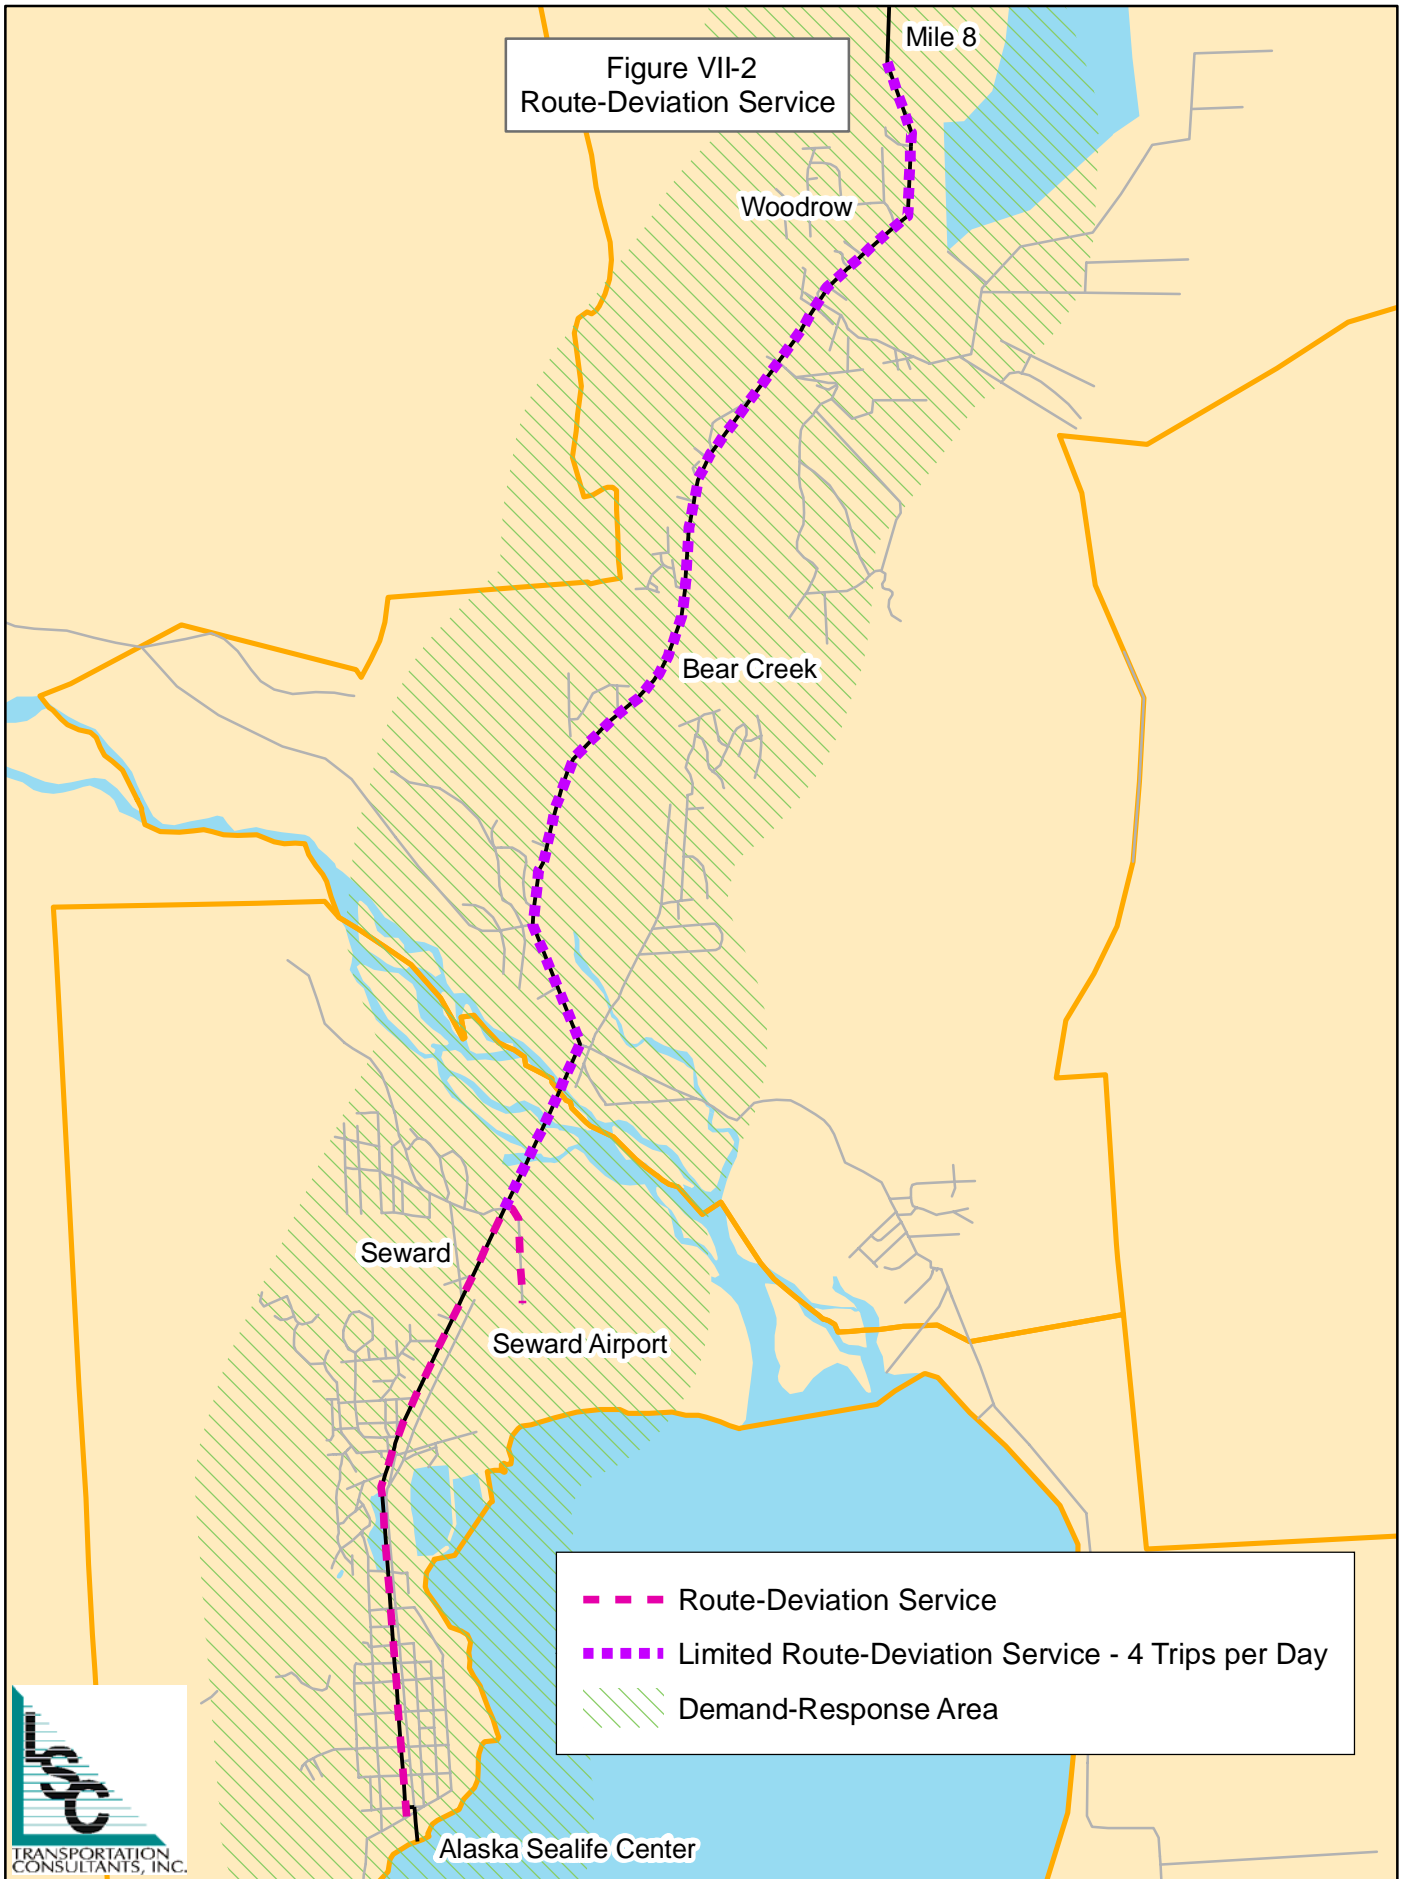 Mile 8
Figure VII-2
Route-Deviation Service
Woodrow
Bear Creek
Seward
Seward Airport
Route-Deviation Service
Limited Route-Deviation Service - 4 Trips per Day
Demand-Response Area
LSC
TRANSPORTATION
CONSULTANTS, INC.
Alaska Sealife Center